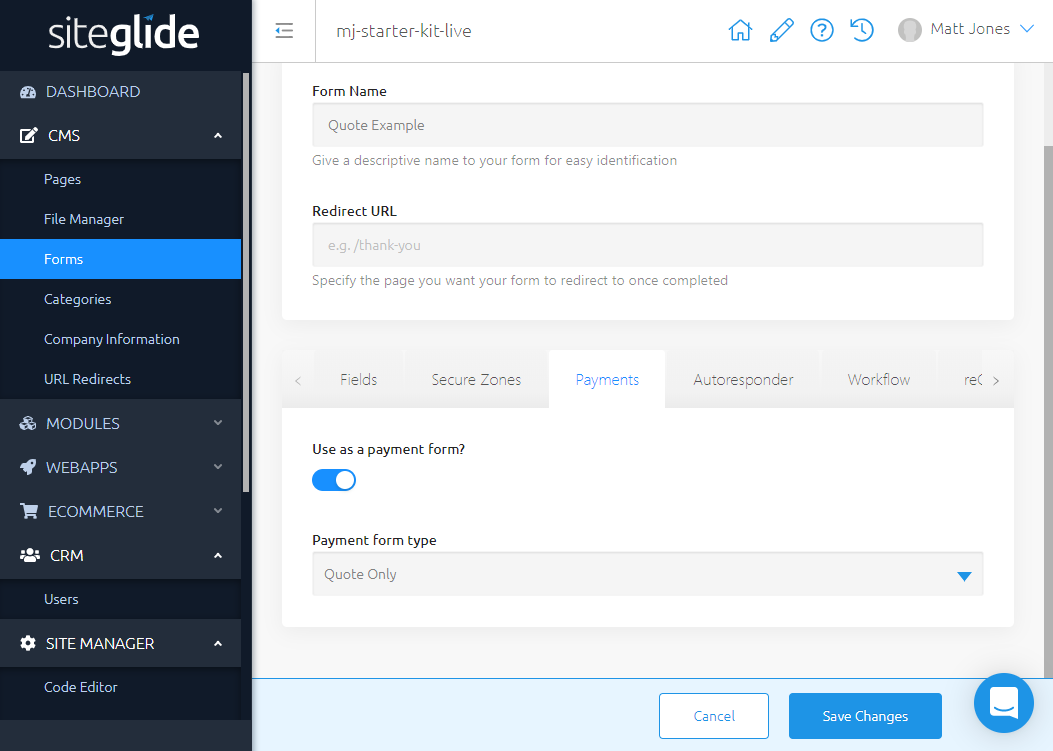 siteglide
mj-starter-kit-live
Matt Jones
DASHBOARD
CMS
Pages
File Manager
Forms
Categories
Company Information
URL Redirects
MODULES
WEBAPPS
ECOMMERCE
CRM
Users
SITE MANAGER
Code Editor
Form Name
Quote Example
Give a descriptive name to your form for easy identification
Redirect URL
e.g. /thank-you
Specify the page you want your form to redirect to once completed
Fields Secure Zones Payments Autoresponder Workflow
Use as a payment form?
Payment form type
Quote Only
Cancel Save Changes